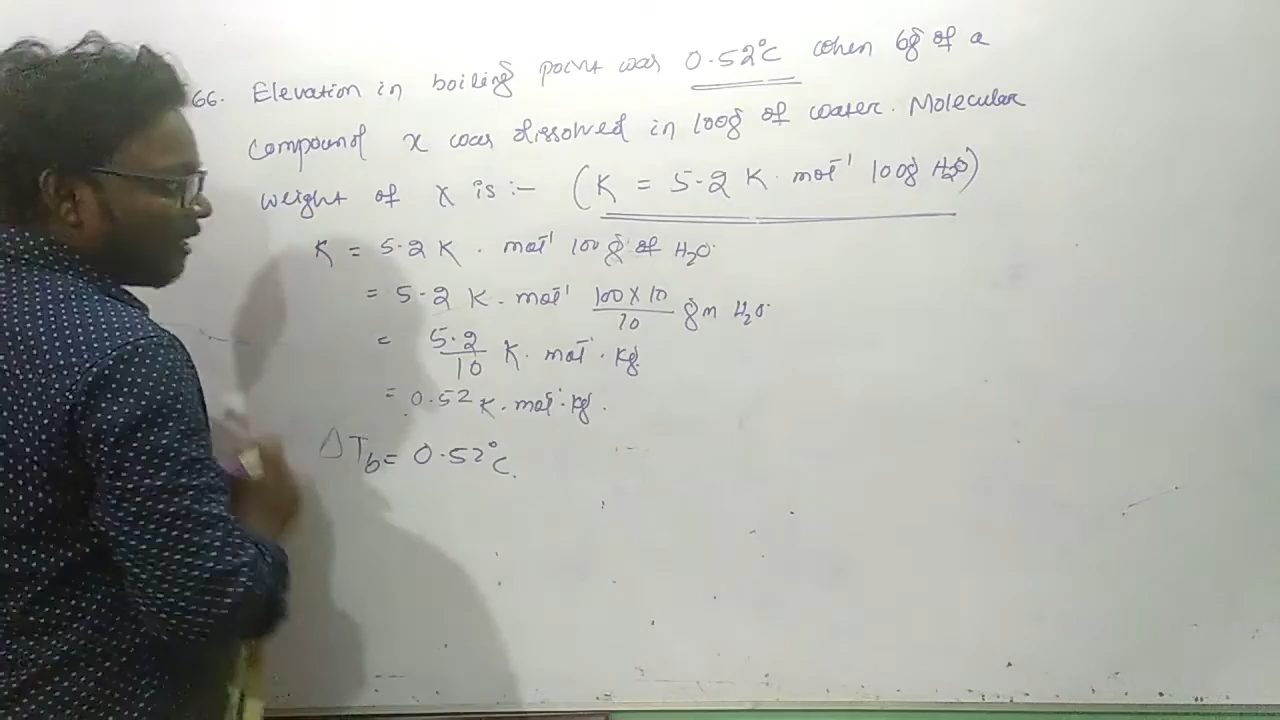 66. Elevation in boiling point was 0.52°C when 6g of a
compound x was dissolved in 100g of water. Molecular
weight of x is :- (K = 5.2 K. mol⁻¹ 100g H₂O)
K = 5.2 K . mol⁻¹ 100 g of H₂O.
= 5.2 K. mol⁻¹ 100 X 10 / 10 gm H₂O.
= 5.2 / 10 K. mol⁻¹. Kg.
= 0.52 K. mol⁻¹. Kg.
ΔTb = 0.52°C.